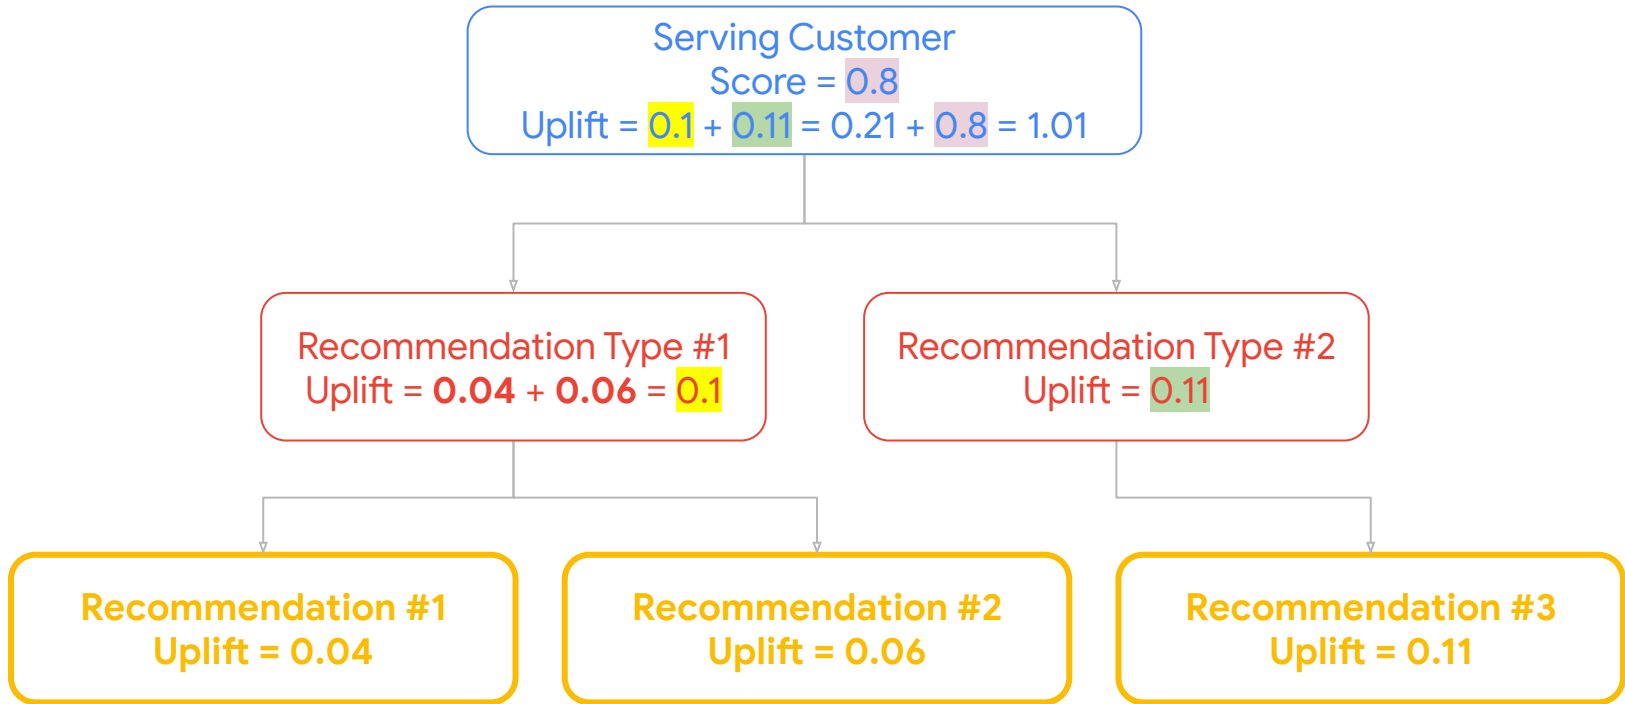 Serving Customer
Score = 0.8
Uplift = 0.1 + 0.11 = 0.21 + 0.8 = 1.01
Recommendation Type #1
Uplift = 0.04 + 0.06 = 0.1
Recommendation Type #2
Uplift = 0.11
Recommendation #1
Uplift = 0.04
Recommendation #2
Uplift = 0.06
Recommendation #3
Uplift = 0.11